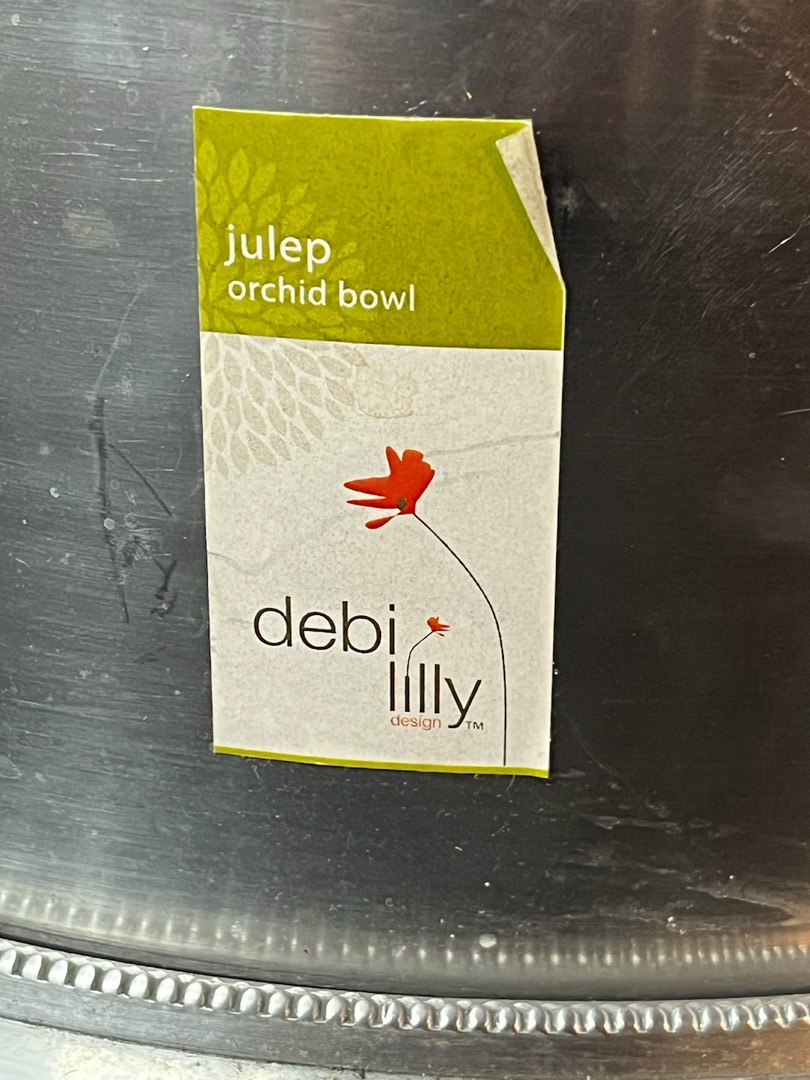 julep
orchid bowl
debi
lilly
design ™